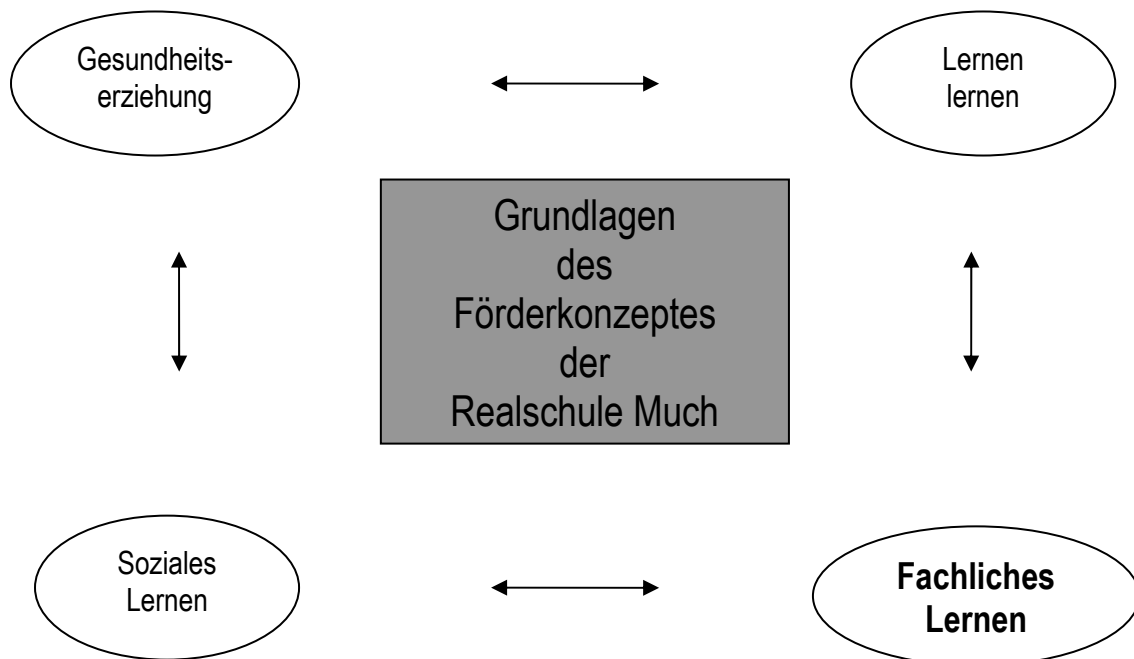 Gesundheits-
erziehung
Lernen
lernen
Grundlagen
des
Förderkonzeptes
der
Realschule Much
Soziales
Lernen
Fachliches
Lernen